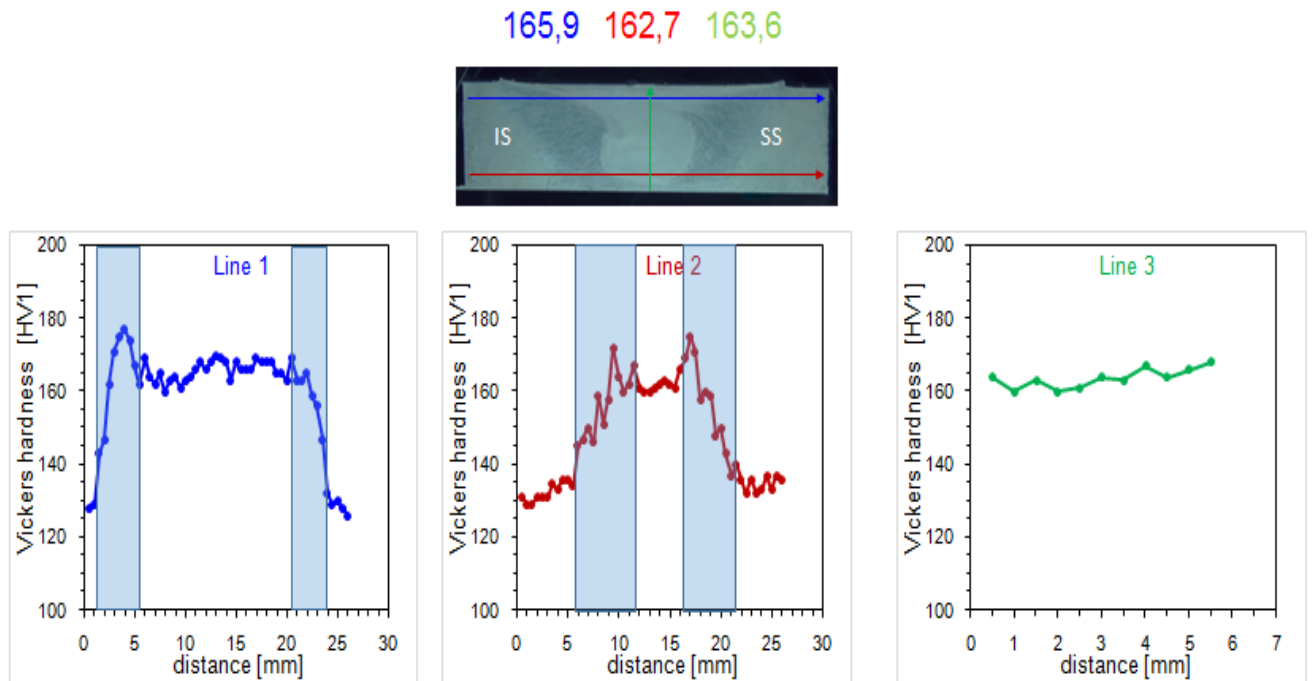 165,9 162,7 163,6
IS SS
Line 1
Vickers hardness [HV1]
200
180
160
140
120
100
0 5 10 15 20 25 30
distance [mm]
Line 2
Vickers hardness [HV1]
200
180
160
140
120
100
0 5 10 15 20 25 30
distance [mm]
Line 3
Vickers hardness [HV1]
200
180
160
140
120
100
0 1 2 3 4 5 6 7
distance [mm]